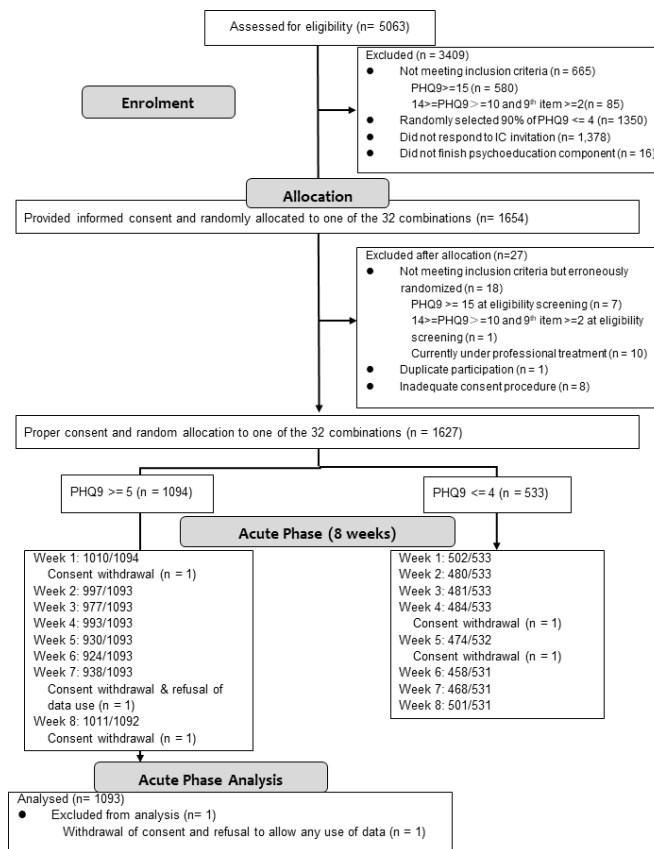 Assessed for eligibility (n= 5063)
Excluded (n = 3409)
● Not meeting inclusion criteria (n = 665)
PHQ9>=15 (n = 580)
14>=PHQ9>=10 and 9th item >=2(n = 85)
● Randomly selected 90% of PHQ9 <= 4 (n= 1350)
● Did not respond to IC invitation (n= 1,378)
● Did not finish psychoeducation component (n = 16)
Enrolment
Allocation
Provided informed consent and randomly allocated to one of the 32 combinations (n= 1654)
Excluded after allocation (n=27)
● Not meeting inclusion criteria but erroneously
randomized (n = 18)
PHQ9 >= 15 at eligibility screening (n = 7)
14>=PHQ9>=10 and 9th item >=2 at eligibility
screening (n = 1)
Currently under professional treatment (n = 10)
● Duplicate participation (n = 1)
● Inadequate consent procedure (n = 8)
Proper consent and random allocation to one of the 32 combinations (n = 1627)
PHQ9 >= 5 (n = 1094)
PHQ9 <= 4 (n = 533)
Acute Phase (8 weeks)
Week 1: 1010/1094
Consent withdrawal (n = 1)
Week 2: 997/1093
Week 3: 977/1093
Week 4: 993/1093
Week 5: 930/1093
Week 6: 924/1093
Week 7: 938/1093
Consent withdrawal & refusal of
data use (n = 1)
Week 8: 1011/1092
Consent withdrawal (n = 1)
Week 1: 502/533
Week 2: 480/533
Week 3: 481/533
Week 4: 484/533
Consent withdrawal (n = 1)
Week 5: 474/532
Consent withdrawal (n = 1)
Week 6: 458/531
Week 7: 468/531
Week 8: 501/531
Acute Phase Analysis
Analysed (n= 1093)
● Excluded from analysis (n= 1)
Withdrawal of consent and refusal to allow any use of data (n = 1)